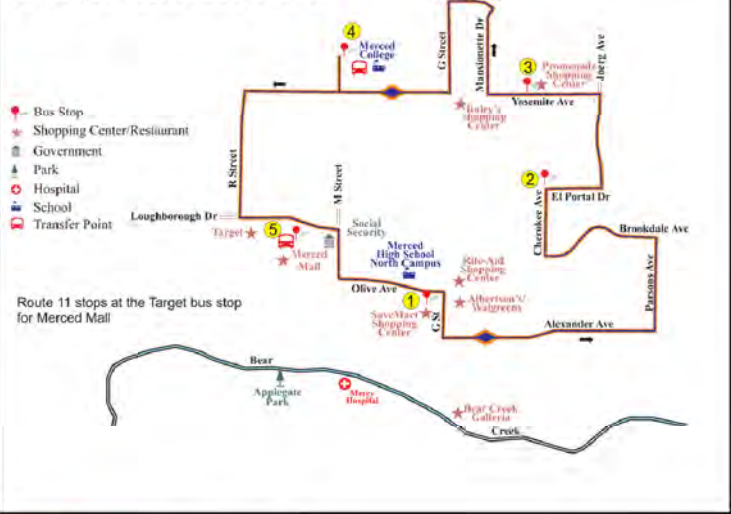 4
Merced
College
G Street
Mansionette Dr
3
Promenade
Shopping
Center
Joerg Ave
Yosemite Ave
Raley's
Shopping
Center
Bus Stop
Shopping Center/Restaurant
Government
Park
Hospital
School
Transfer Point
R Street
M Street
2
El Portal Dr
Cherokee Ave
Brookdale Ave
Parsons Ave
Loughborough Dr
Target
5
Social
Security
Merced
Mall
Merced
High School
North Campus
Rite-Aid
Shopping
Center
Olive Ave
1
SaveMart
Shopping
Center
G St
Albertson's/
Walgreens
Alexander Ave
Route 11 stops at the Target bus stop
for Merced Mall
Bear
Applegate
Park
Mercy
Hospital
Bear Creek
Galleria
Creek